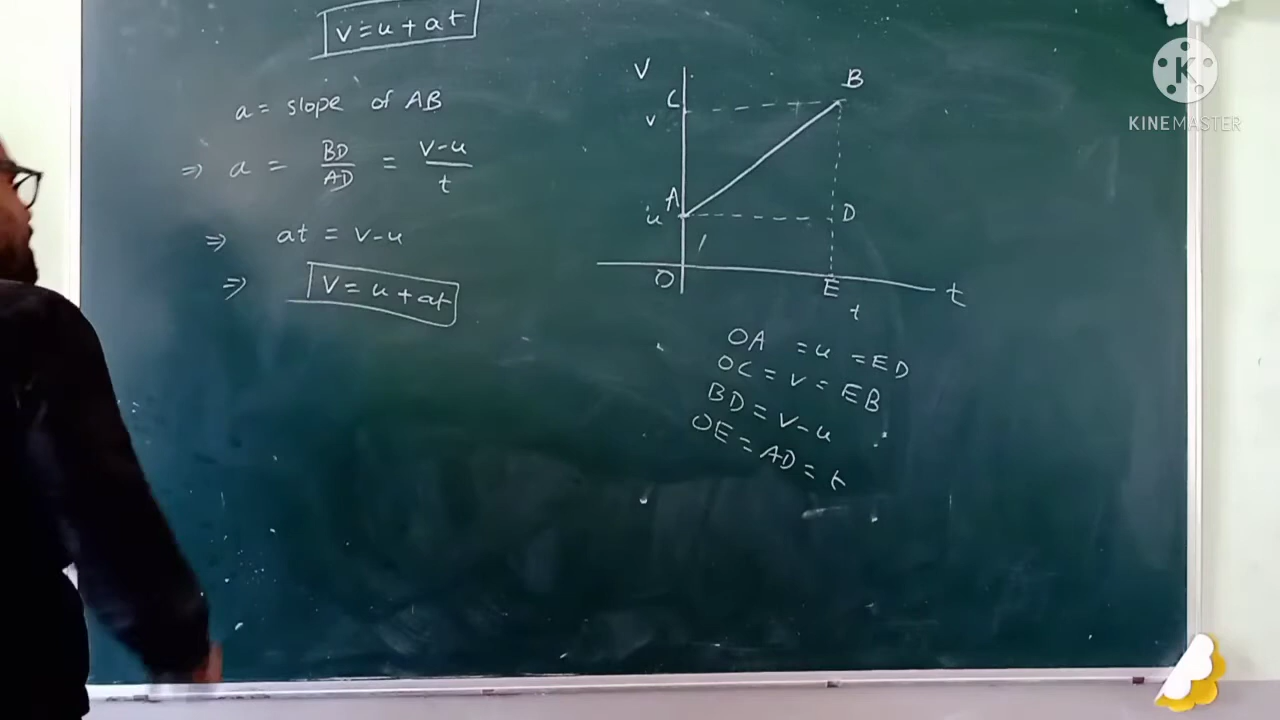 v = u + at
a = slope of AB
⇒ a = BD/AD = v-u/t
⇒ at = v-u
⇒ v = u + at
V
C
v
B
A
u
D
O
E
t
t
OA = u = ED
OC = v = EB
BD = v-u
OE = AD = t
K
KINEMASTER